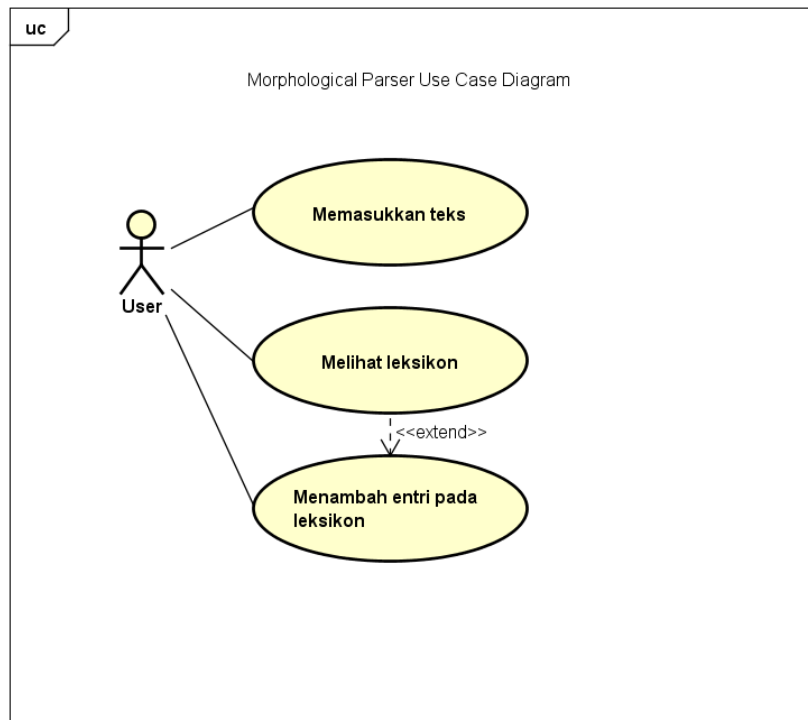 uc
Morphological Parser Use Case Diagram
Memasukkan teks
User
Melihat leksikon
<<extend>>
Menambah entri pada
leksikon